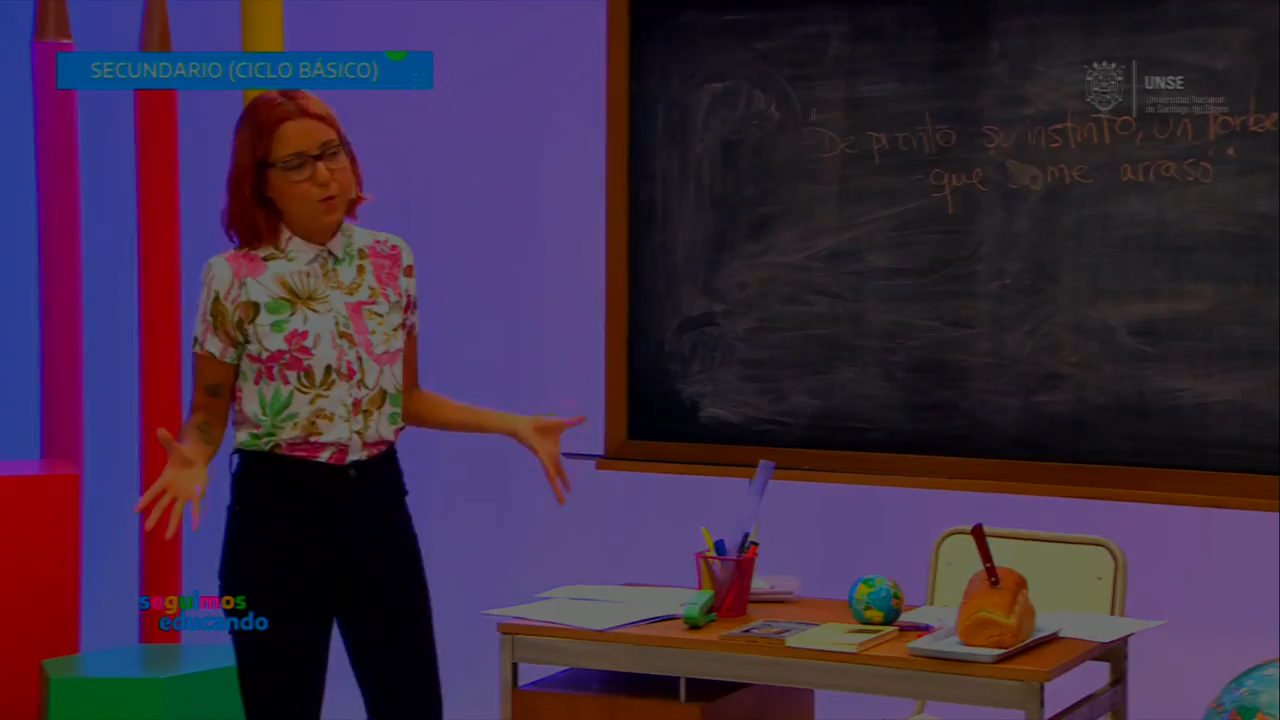 SECUNDARIO (CICLO BÁSICO)
UNSE
Universidad Nacional
de Santiago del Estero
"De pronto su instinto, un Torbe
que me arrasó"
seguimos
educando